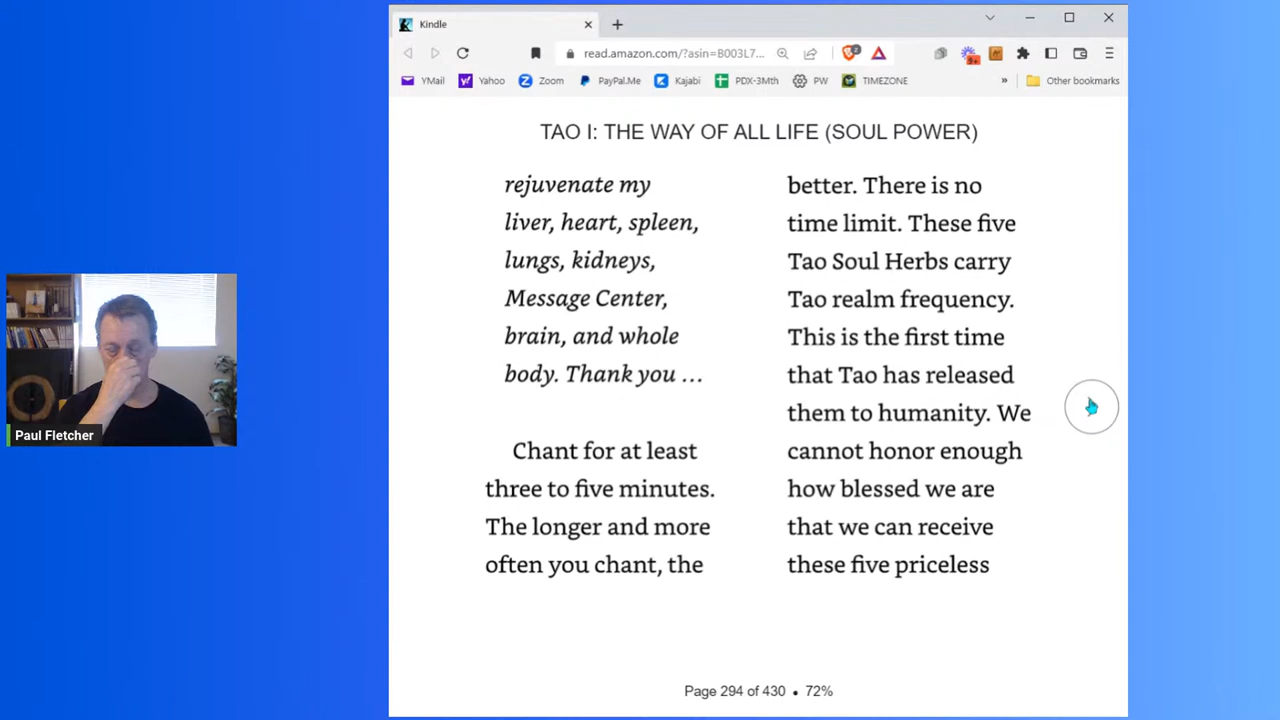 Kindle
read.amazon.com/?asin=B003L7...
2
9+
YMail
Yahoo
Zoom
PayPal.Me
Kajabi
PDX-3Mth
PW
TIMEZONE
»
Other bookmarks
TAO I: THE WAY OF ALL LIFE (SOUL POWER)
rejuvenate my
liver, heart, spleen,
lungs, kidneys,
Message Center,
brain, and whole
body. Thank you …
Chant for at least
three to five minutes.
The longer and more
often you chant, the
better. There is no
time limit. These five
Tao Soul Herbs carry
Tao realm frequency.
This is the first time
that Tao has released
them to humanity. We
cannot honor enough
how blessed we are
that we can receive
these five priceless
Page 294 of 430 • 72%
Paul Fletcher